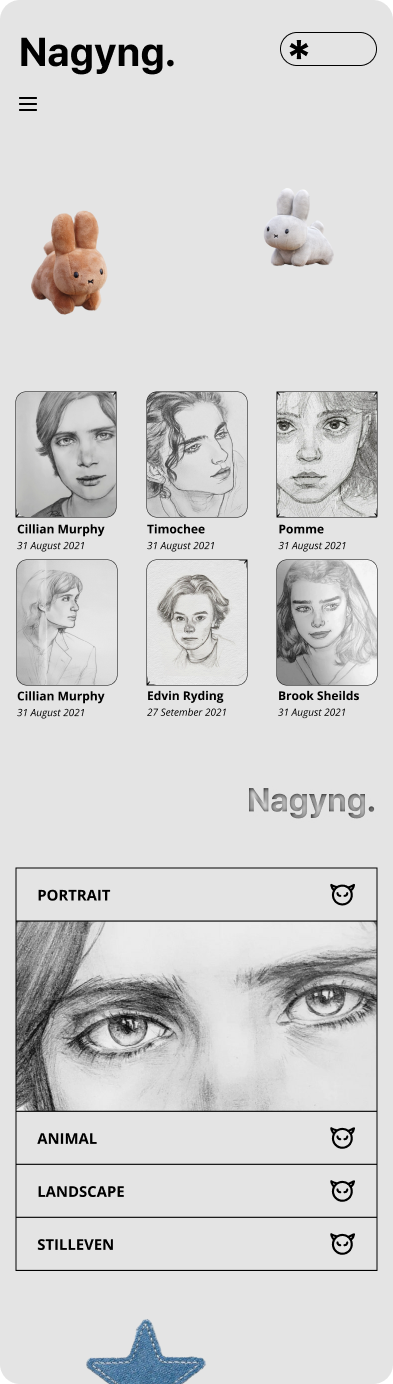 Nagyng.
Cillian Murphy
31 August 2021
Timochee
31 August 2021
Pomme
31 August 2021
Cillian Murphy
31 August 2021
Edvin Ryding
27 Setember 2021
Brook Sheilds
31 August 2021
Nagyng.
PORTRAIT
ANIMAL
LANDSCAPE
STILLEVEN